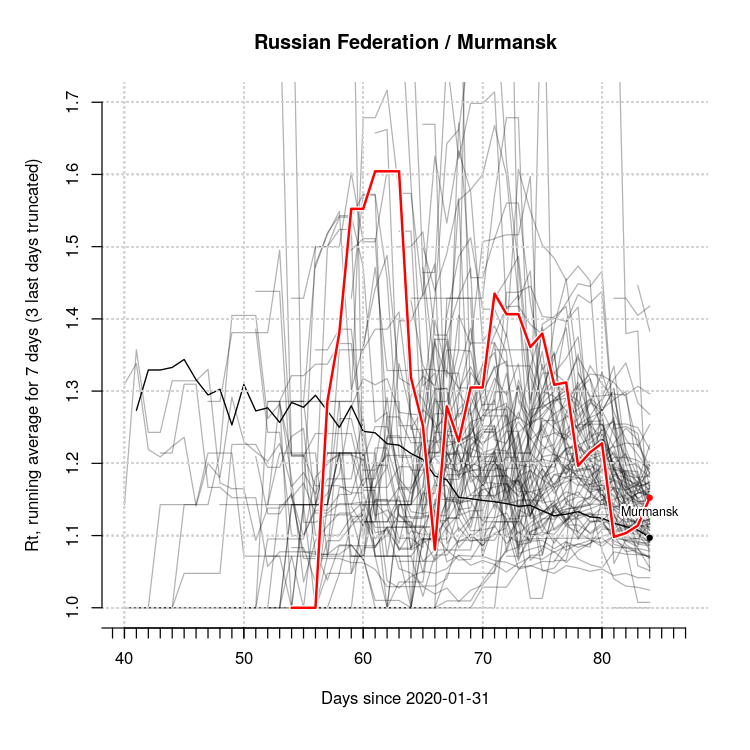 Russian Federation / Murmansk
Rt, running average for 7 days (3 last days truncated)
1.7
1.6
1.5
1.4
1.3
1.2
1.1
1.0
Murmansk
40 50 60 70 80
Days since 2020-01-31